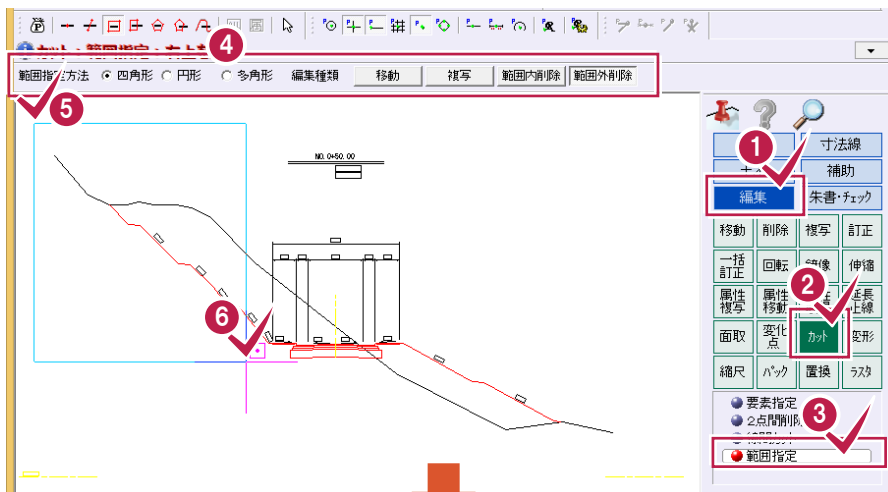 カット：範囲指定：左上を
4
範囲指定方法 四角形 円形 多角形 編集種類 移動 複写 範囲内削除 範囲外削除
5
NO. 0+50.00
寸法線
1
補助
編集 朱書・チェック
移動 削除 複写 訂正
一括訂正 回転 鏡像 伸縮
2
属性複写 属性移動
面取 変化点 カット 変形
縮尺 パック 置換 ラスタ
要素指定
2点間削除
3
範囲指定
6